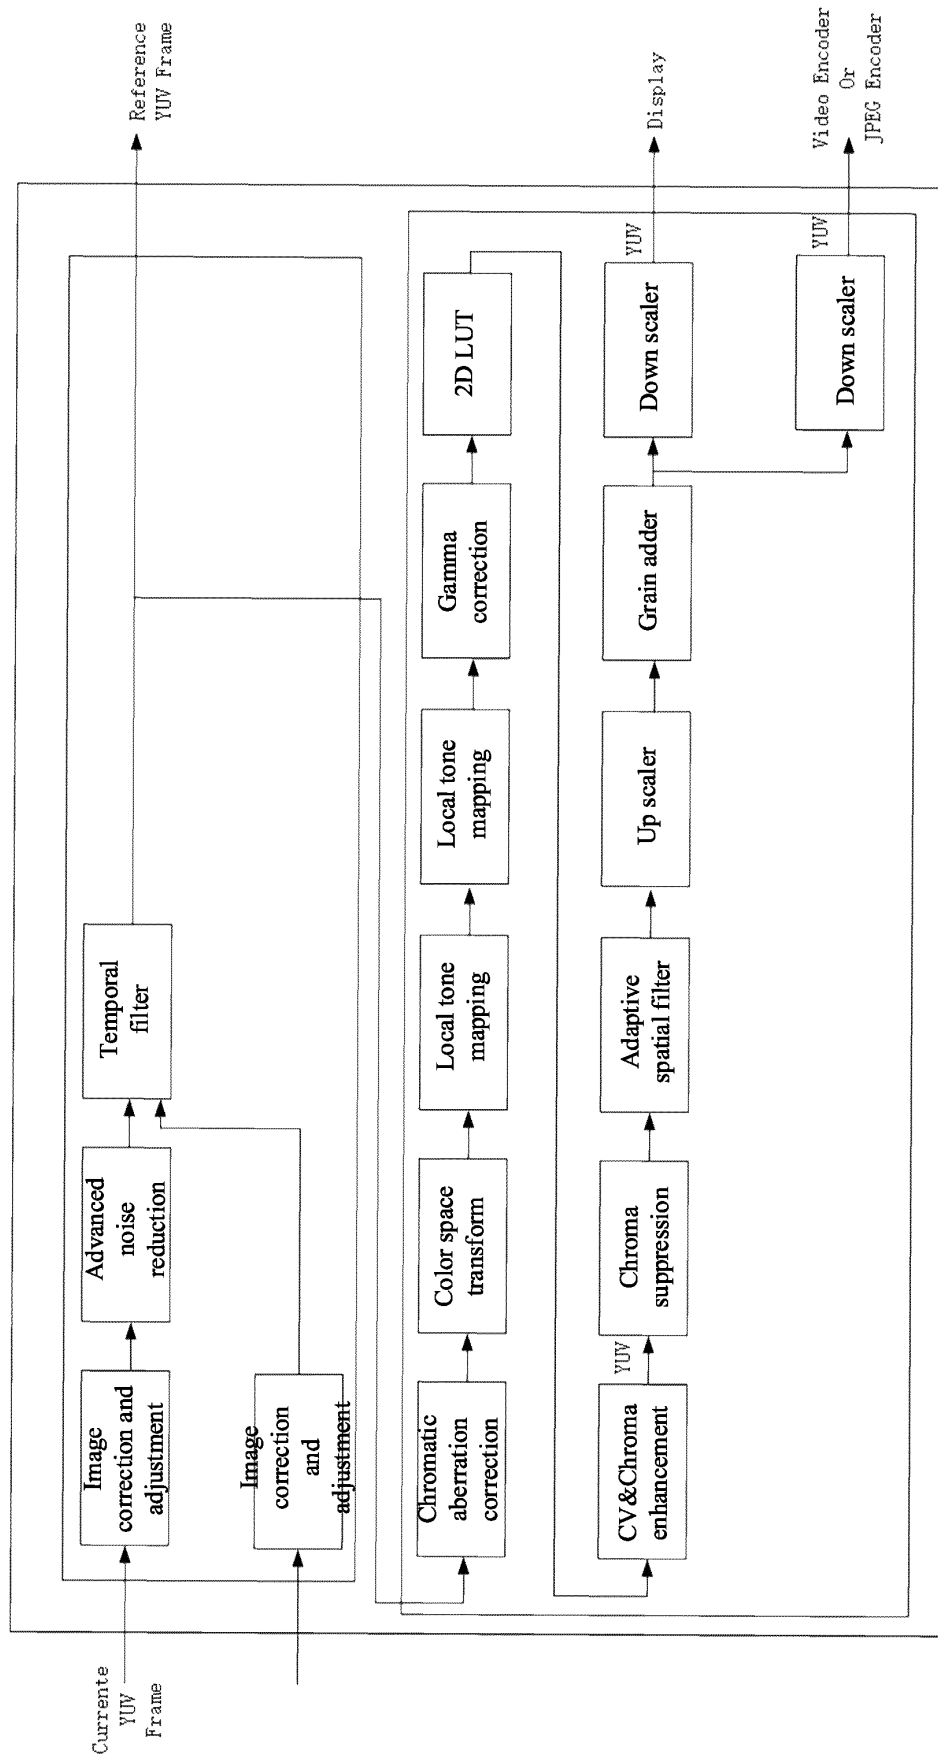 Currente
YUV
Frame
Image
correction and
adjustment
Advanced
noise
reduction
Temporal
filter
Reference
YUV Frame
Image
correction
and
adjustment
Chromatic
aberration
correction
Color space
transform
Local tone
mapping
Local tone
mapping
Gamma
correction
2D LUT
CV&Chroma
enhancement
YUV
Chroma
suppression
Adaptive
spatial filter
Up scaler
Grain adder
Down scaler
YUV
Display
Down scaler
YUV
Video Encoder
Or
JPEG Encoder